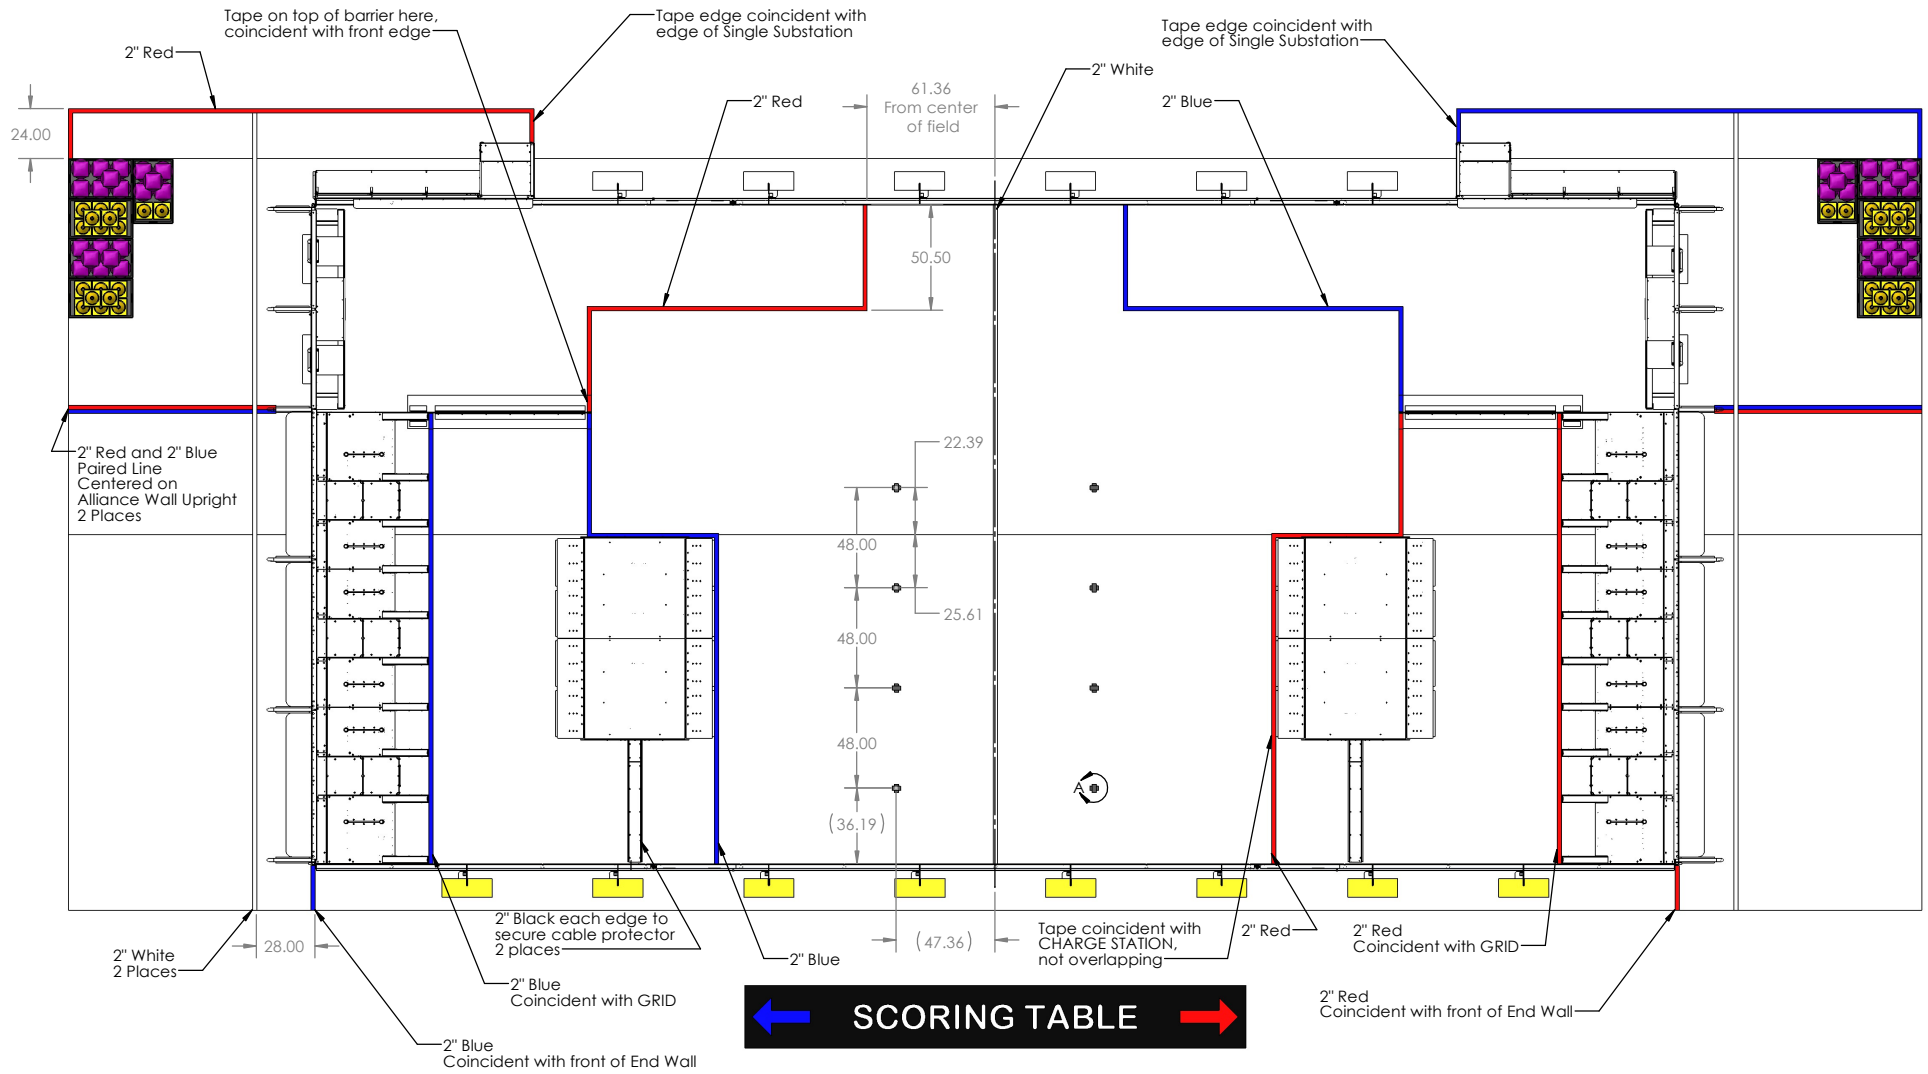 Tape on top of barrier here,
coincident with front edge
Tape edge coincident with
edge of Single Substation
Tape edge coincident with
edge of Single Substation
2" Red
2" White
61.36
From center
of field
2" Red
2" Blue
24.00
50.50
22.39
2" Red and 2" Blue
Paired Line
Centered on
Alliance Wall Upright
2 Places
48.00
25.61
48.00
48.00
A
(36.19)
2" Black each edge to
secure cable protector
2 places
Tape coincident with
CHARGE STATION,
not overlapping
2" Red
2" Red
Coincident with GRID
28.00
(47.36)
2" White
2 Places
2" Blue
2" Blue
Coincident with GRID
2" Red
Coincident with front of End Wall
SCORING TABLE
2" Blue
Coincident with front of End Wall